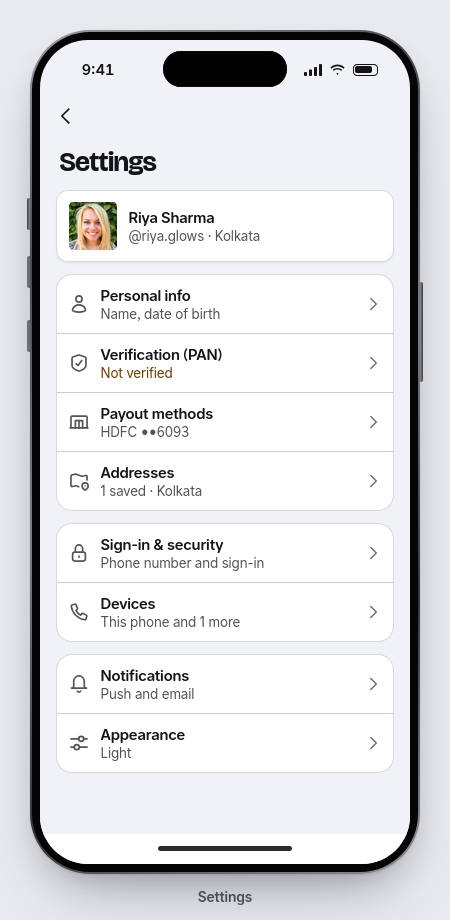 9:41
Settings
Riya Sharma
@riya.glows · Kolkata
Personal info
Name, date of birth
Verification (PAN)
Not verified
Payout methods
HDFC ••6093
Addresses
1 saved · Kolkata
Sign-in & security
Phone number and sign-in
Devices
This phone and 1 more
Notifications
Push and email
Appearance
Light
Settings